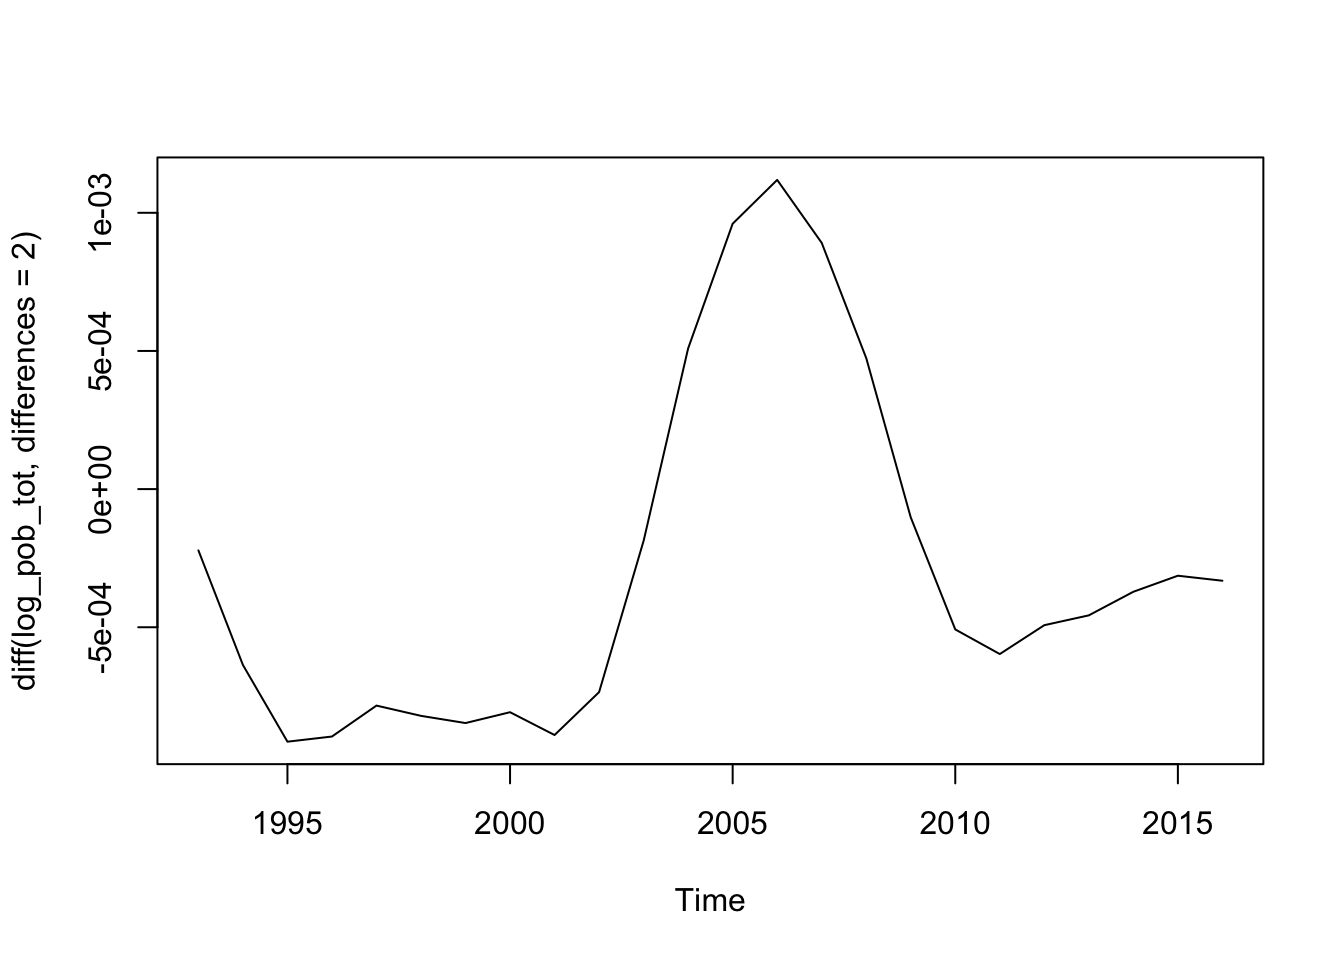 diff(log_pob_tot, differences = 2)
1e-03
5e-04
0e+00
-5e-04
1995 2000 2005 2010 2015
Time